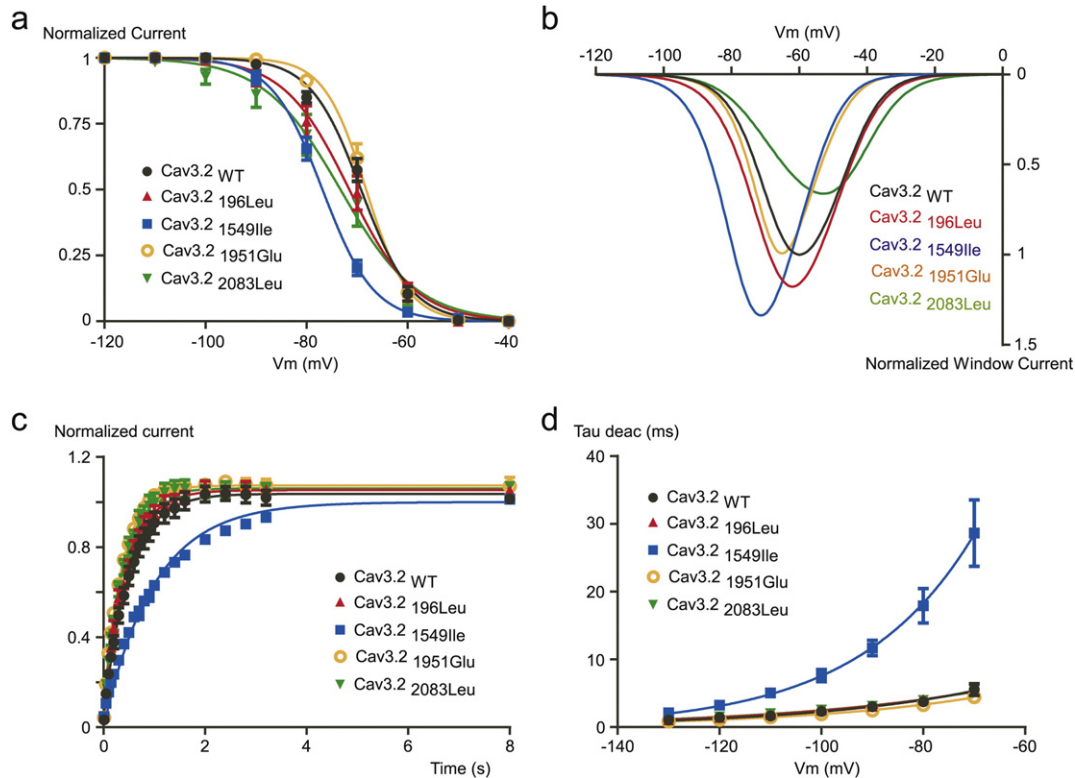 a
Normalized Current
1
0.75
0.5
0.25
0
-120
-100
-80
-60
-40
Vm (mV)
Cav3.2 WT
Cav3.2 196Leu
Cav3.2 1549Ile
Cav3.2 1951Glu
Cav3.2 2083Leu
b
Vm (mV)
-120
-100
-80
-60
-40
-20
0
0
0.5
1
1.5
Cav3.2 WT
Cav3.2 196Leu
Cav3.2 1549Ile
Cav3.2 1951Glu
Cav3.2 2083Leu
Normalized Window Current
c
Normalized current
1.2
0.8
0.4
0
0
2
4
6
8
Time (s)
Cav3.2 WT
Cav3.2 196Leu
Cav3.2 1549Ile
Cav3.2 1951Glu
Cav3.2 2083Leu
d
Tau deac (ms)
40
30
20
10
0
-140
-120
-100
-80
-60
Vm (mV)
Cav3.2 WT
Cav3.2 196Leu
Cav3.2 1549Ile
Cav3.2 1951Glu
Cav3.2 2083Leu